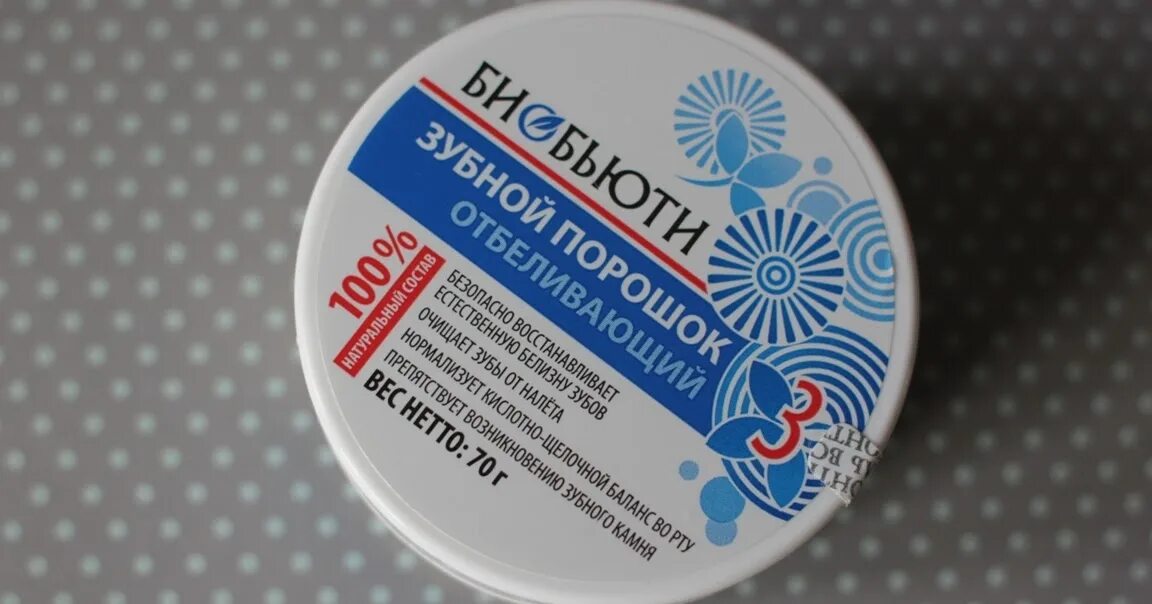 БИОБЬЮТИ
ЗУБНОЙ ПОРОШОК
ОТБЕЛИВАЮЩИЙ
100%
НАТУРАЛЬНЫЙ СОСТАВ
БЕЗОПАСНО ВОССТАНАВЛИВАЕТ
ЕСТЕСТВЕННУЮ БЕЛИЗНУ ЗУБОВ
ОЧИЩАЕТ ЗУБЫ ОТ НАЛЁТА
НОРМАЛИЗУЕТ КИСЛОТНО-ЩЕЛОЧНОЙ БАЛАНС ВО РТУ
ПРЕПЯТСТВУЕТ ВОЗНИКНОВЕНИЮ ЗУБНОГО КАМНЯ
ВЕС НЕТТО: 70 г
3